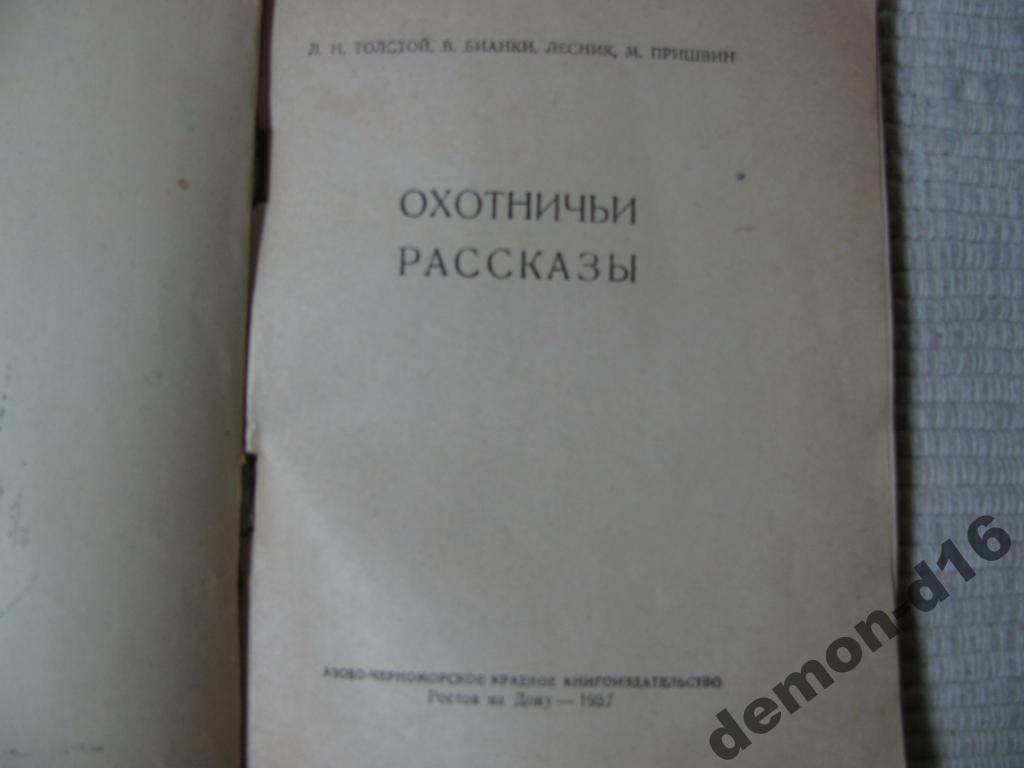 Л. Н. ТОЛСТОЙ, В. БИАНКИ, ЛЕСНИК, М. ПРИШВИН
ОХОТНИЧЬИ
РАССКАЗЫ
АЗОВО-ЧЕРНОМОРСКОЕ КРАЕВОЕ КНИГОИЗДАТЕЛЬСТВО
Ростов на Дону — 1937
demon-d16